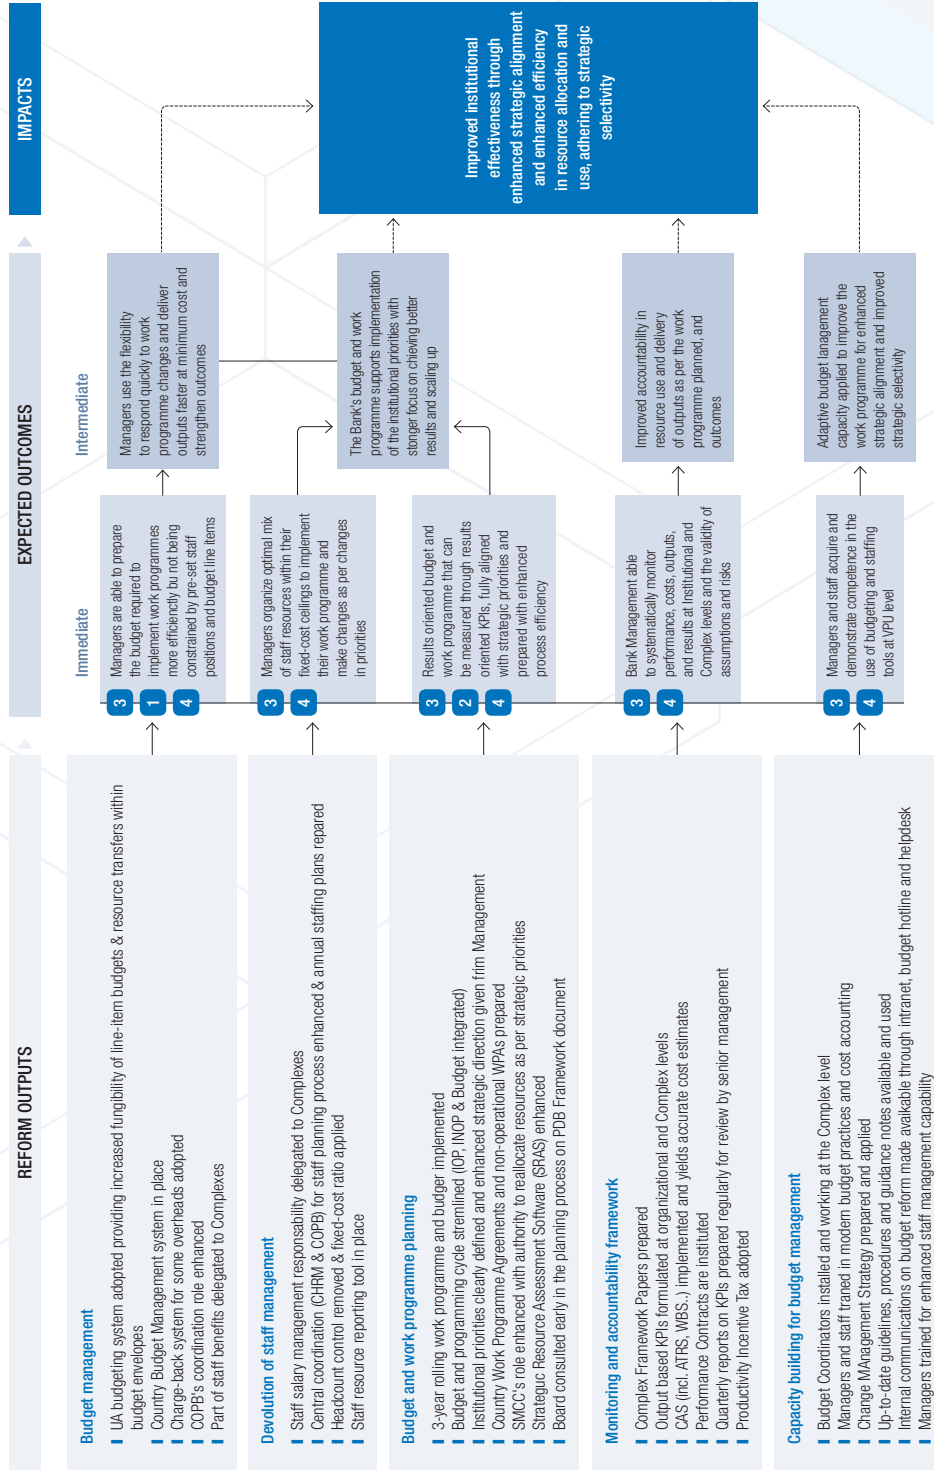 REFORM OUTPUTS
EXPECTED OUTCOMES
IMPACTS
Immediate
Intermediate
Budget management
UA budgeting system adopted providing increased fungibility of line-item budgets & resource transfers within
budget envelopes
Country Budget Management system in place
Charge-back system for some overheads adopted
COPB's coordination role enhanced
Part of staff benefits delegated to Complexes
3
1
4
Managers are able to prepare
the budget required to
implement work programmes
more efficiently bu not being
constrained by pre-set staff
positions and budget line items
Managers use the flexibility
to respond quickly to work
programme changes and deliver
outputs faster at minimum cost and
strengthen outcomes
Devolution of staff management
Staff salary management responsability delegated to Complexes
Central coordination (CHRM & COPB) for staff planning process enhanced & annual staffing plans repared
Headcount control removed & fixed-cost ratio applied
Staff resource reporting tool in place
3
4
Managers organize optimal mix
of staff resources within their
fixed-cost ceilings to implement
their work programme and
make changes as per changes
in priorities
The Bank's budget and work
programme supports implementation
of the institutional priorities with
stonger focus on chieving better
results and scaling up
Budget and work programme planning
3-year rolling work programme and budger implemented
Budget and programming cycle streamlined (IOP, INOP & Budget integrated)
Institutional priorities clearly defined and enhanced strategic direction given frim Management
Country Work Programme Agreements and non-operational WPAs prepared
SMCC's role enhanced with authority to reallocate resources as per strategic priorities
Strateguc Resource Assessment Software (SRAS) enhanced
Board consulted early in the planning process on PDB Framework document
3
2
4
Results oriented budget and
work programme that can
be measured through results
oriented KPIs, fully aligned
with strategic priorities and
prepared with enhanced
process efficiency
Monitoring and accountability framework
Complex Framework Papers prepared
Output based KPIs formulated at organizational and Complex levels
CAS (incl. ATRS, WBS..) implemented and yields accurate cost estimates
Performance Contracts are instituted
Quarterly reports on KPIs prepared regularly for review by senior management
Productivity Incentive Tax adopted
3
4
Bank Management able
to systematically monitor
performance, costs, outputs,
and results at Institutional and
Complex levels and the validity of
assumptions and risks
Improved accountability in
resource use and delivery
of outputs as per the work
programme planned, and
outcomes
Capacity building for budget management
Budget Coordinators installed and working at the Complex level
Managers and staff traned in modern budget practices and cost accounting
Change MAnagement Strategy prepared and applied
Up-to-date guidelines, procedures and guidance notes available and used
Internal communications on budget reform made avaikable through intranet, budget hotline and helpdesk
Managers trained for enhanced staff management capability
3
4
Managers and staff acquire and
demonstrate competence in the
use of budgeting and staffing
tools at VPU level
Adaptive budget lanagement
capacity applied to improve the
work programme for enhanced
strategic alignment and improved
strategic selectivity
Improved institutional
effectiveness through
enhanced strategic alignment
and enhanced efficiency
in resource allocation and
use, adhering to strategic
selectivity